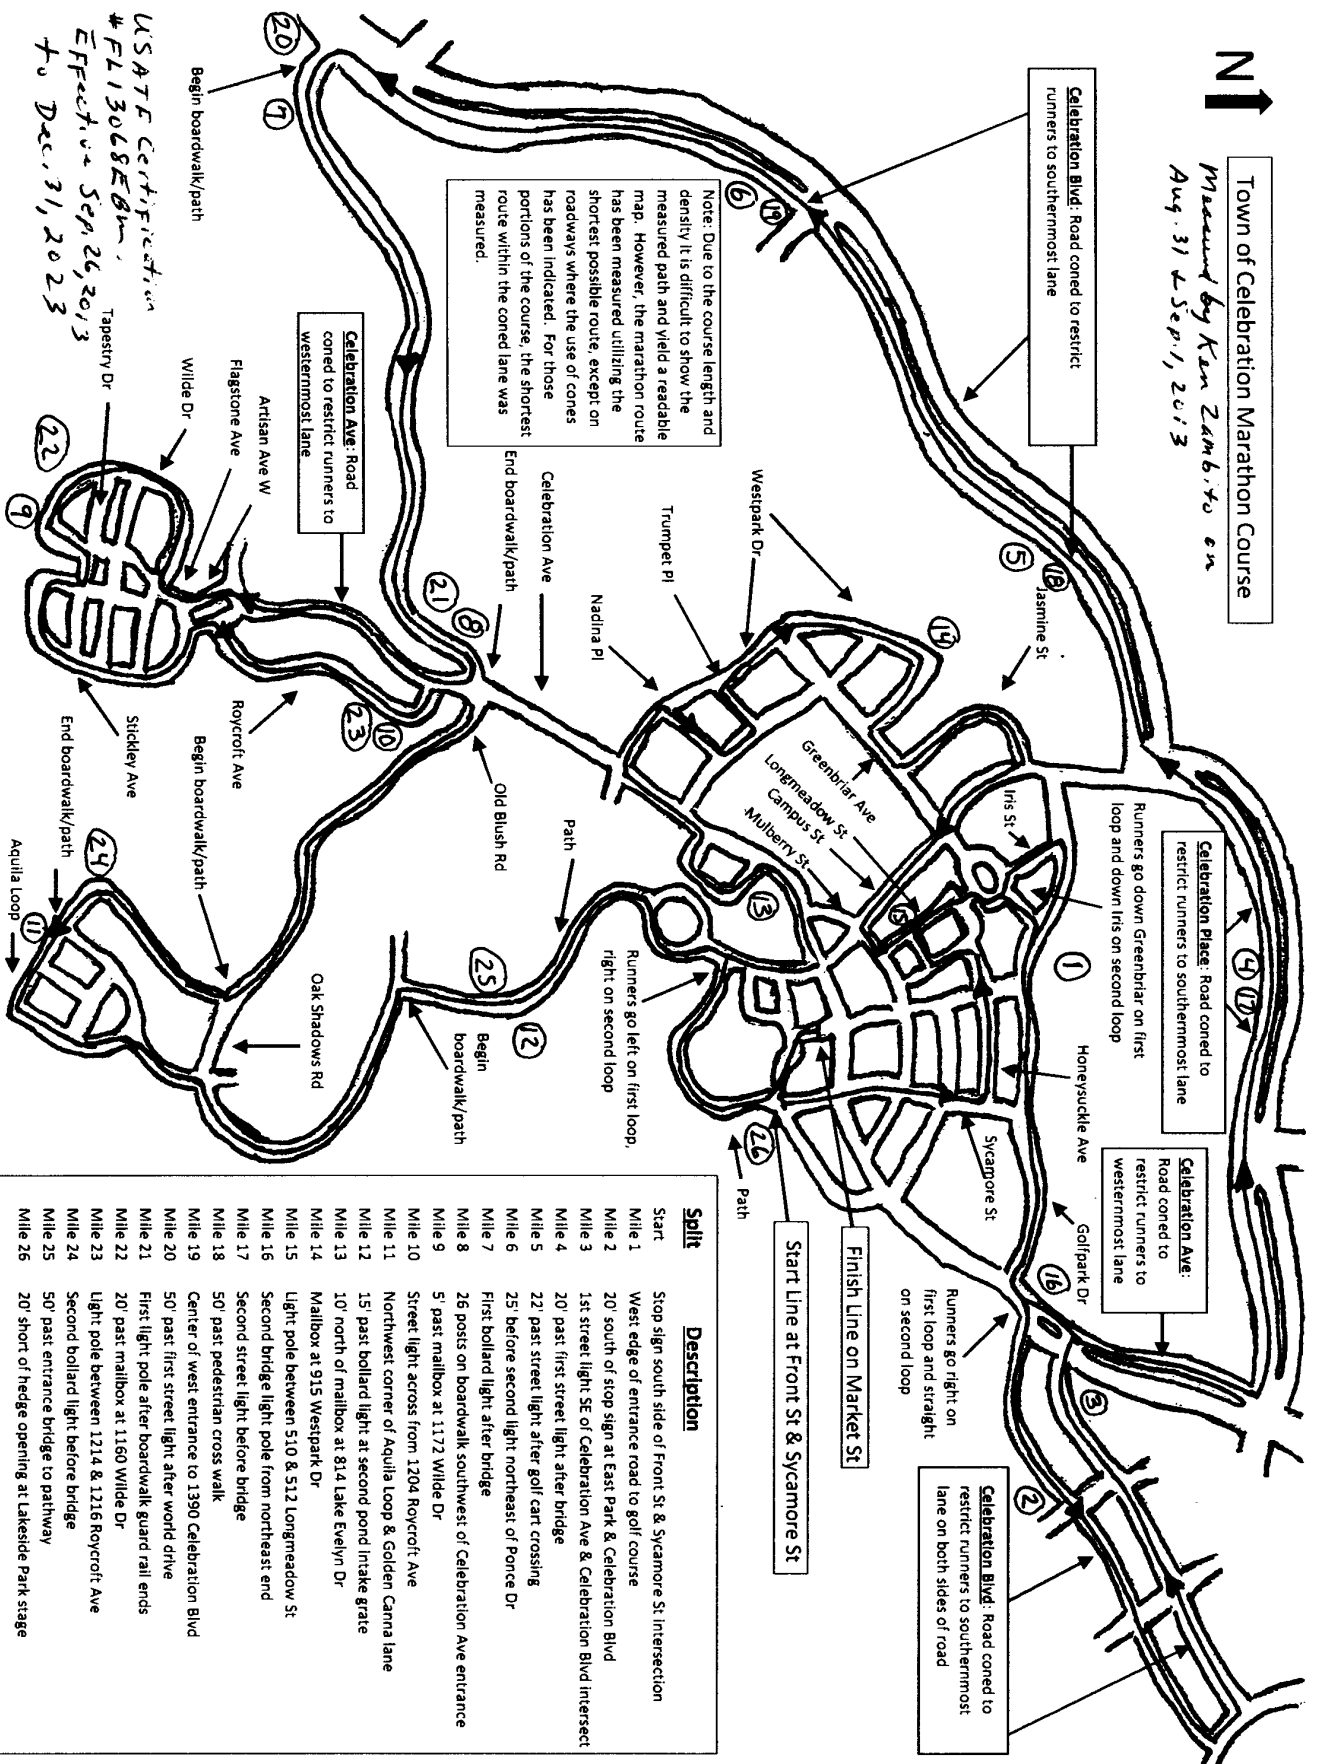 N
Town of Celebration Marathon Course
Measured by Ken Zambito on
Aug. 31 & Sep. 1, 2013
Celebration Blvd: Road coned to restrict
runners to southernmost lane
Note: Due to the course length and
density it is difficult to show the
measured path and yield a readable
map. However, the marathon route
has been measured utilizing the
shortest possible route, except on
roadways where the use of cones
has been indicated. For those
portions of the course, the shortest
route within the coned lane was
measured.
Celebration Place: Road coned to
restrict runners to southernmost lane
Runners go down Greenbriar on first
loop and down Iris on second loop
Celebration Ave:
Road coned to
restrict runners to
westernmost lane
Celebration Blvd: Road coned to
restrict runners to southernmost
lane on both sides of road
Runners go right on
first loop and straight
on second loop
Golfpark Dr
Honeysuckle Ave
Sycamore St
Jasmine St
Iris St
Westpark Dr
Trumpet Pl
Nadina Pl
Greenbriar Ave
Longmeadow St
Campus St
Mulberry St
Finish Line on Market St
Start Line at Front St & Sycamore St
Path
Runners go left on first loop,
right on second loop
Path
Celebration Ave
End boardwalk/path
Old Blush Rd
Begin
boardwalk/path
Oak Shadows Rd
Celebration Ave: Road
coned to restrict runners to
westernmost lane
Begin boardwalk/path
Artisan Ave W
Flagstone Ave
Wilde Dr
Tapestry Dr
Roycroft Ave
Stickley Ave
Begin boardwalk/path
End boardwalk/path
Aquila Loop
1
2
3
4
17
5
18
6
19
7
20
8
21
9
22
10
23
11
24
12
25
13
14
15
16
26
USATF Certification
# FL13068EBM.
Effective Sep. 26, 2013
to Dec. 31, 2023
Split Description
Start Stop sign south side of Front St & Sycamore St intersection
Mile 1 West edge of entrance road to golf course
Mile 2 20' south of stop sign at East Park & Celebration Blvd
Mile 3 1st street light SE of Celebration Ave & Celebration Blvd intersect
Mile 4 20' past first street light after bridge
Mile 5 22' past street light after golf cart crossing
Mile 6 25' before second light northeast of Ponce Dr
Mile 7 First bollard light after bridge
Mile 8 26 posts on boardwalk southwest of Celebration Ave entrance
Mile 9 5' past mailbox at 1172 Wilde Dr
Mile 10 Street light across from 1204 Roycroft Ave
Mile 11 Northwest corner of Aquila Loop & Golden Canna lane
Mile 12 15' past bollard light at second pond intake grate
Mile 13 10' north of mailbox at 814 Lake Evelyn Dr
Mile 14 Mailbox at 915 Westpark Dr
Mile 15 Light pole between 510 & 512 Longmeadow St
Mile 16 Second bridge light pole from northeast end
Mile 17 Second street light before bridge
Mile 18 50' past pedestrian cross walk
Mile 19 Center of west entrance to 1390 Celebration Blvd
Mile 20 50' past first street light after world drive
Mile 21 First light pole after boardwalk guard rail ends
Mile 22 20' past mailbox at 1160 Wilde Dr
Mile 23 Light pole between 1214 & 1216 Roycroft Ave
Mile 24 Second bollard light before bridge
Mile 25 50' past entrance bridge to pathway
Mile 26 20' short of hedge opening at Lakeside Park stage